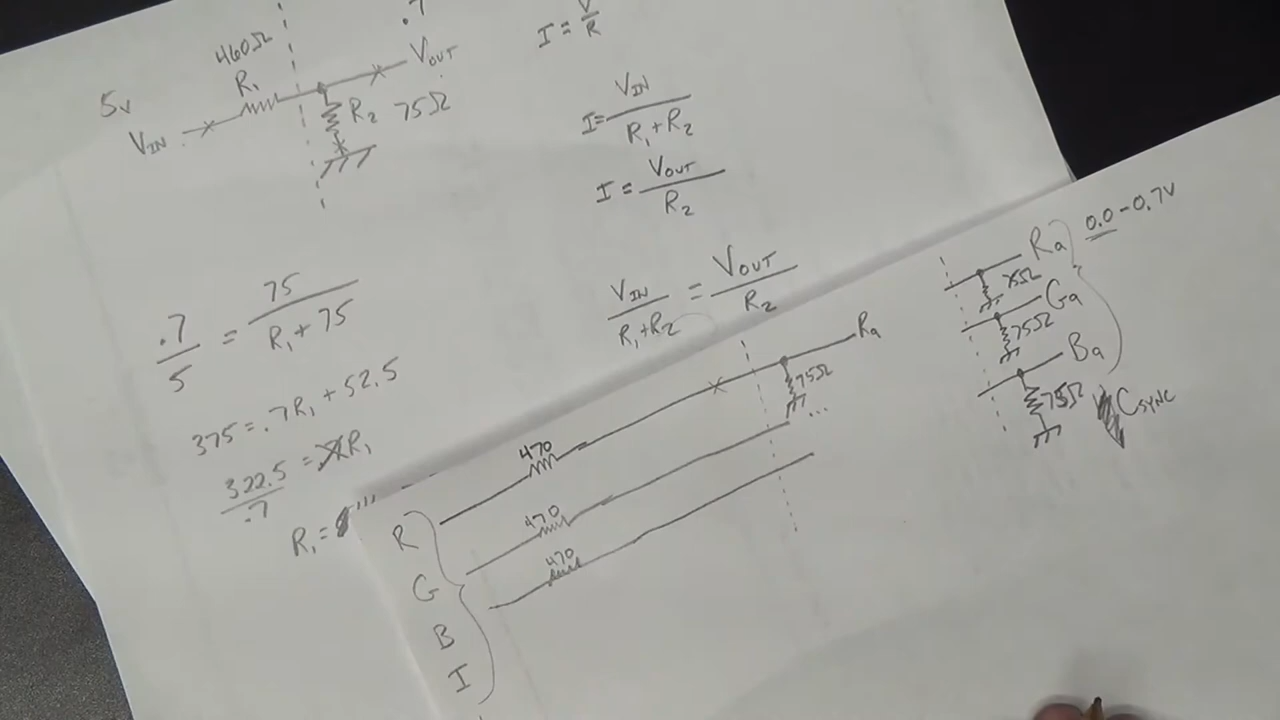 .7
460Ω
R₁
VOUT
5v
VIN
R₂ 75Ω
I = V/R
I = VIN/(R₁+R₂)
I = VOUT/R₂
VIN/(R₁+R₂) = VOUT/R₂
.7/5 = 75/(R₁+75)
375 = .7R₁ + 52.5
322.5/.7 = R₁
R₁ =
470
470
470
Ra
75Ω
...
R
G
B
I
0.0-0.7V
Ra
75Ω
Ga
75Ω
Ba
75Ω
CSYNC